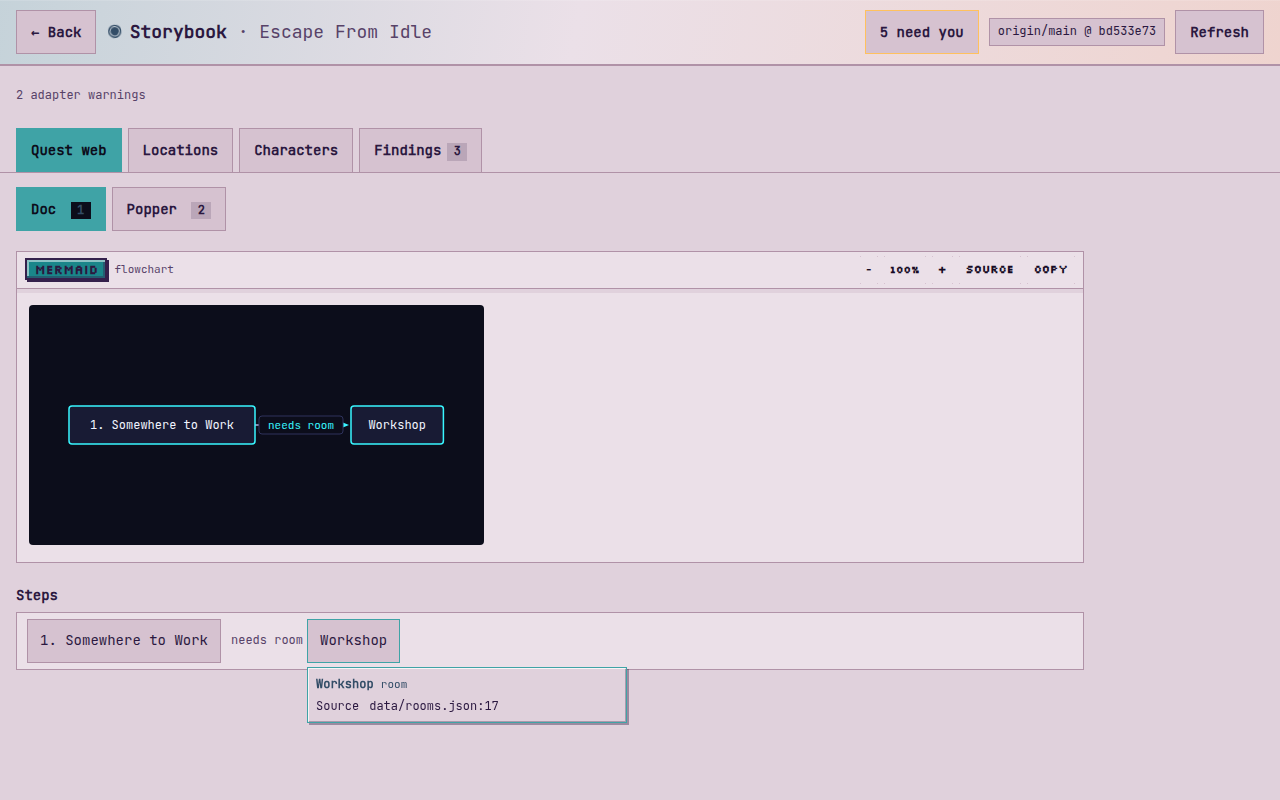 ← Back
Storybook · Escape From Idle
5 need you
origin/main @ bd533e73
Refresh
2 adapter warnings
Quest web
Locations
Characters
Findings 3
Doc 1
Popper 2
MERMAID flowchart
- 100% + SOURCE COPY
1. Somewhere to Work
needs room
Workshop
Steps
1. Somewhere to Work needs room Workshop
Workshop room
Source data/rooms.json:17